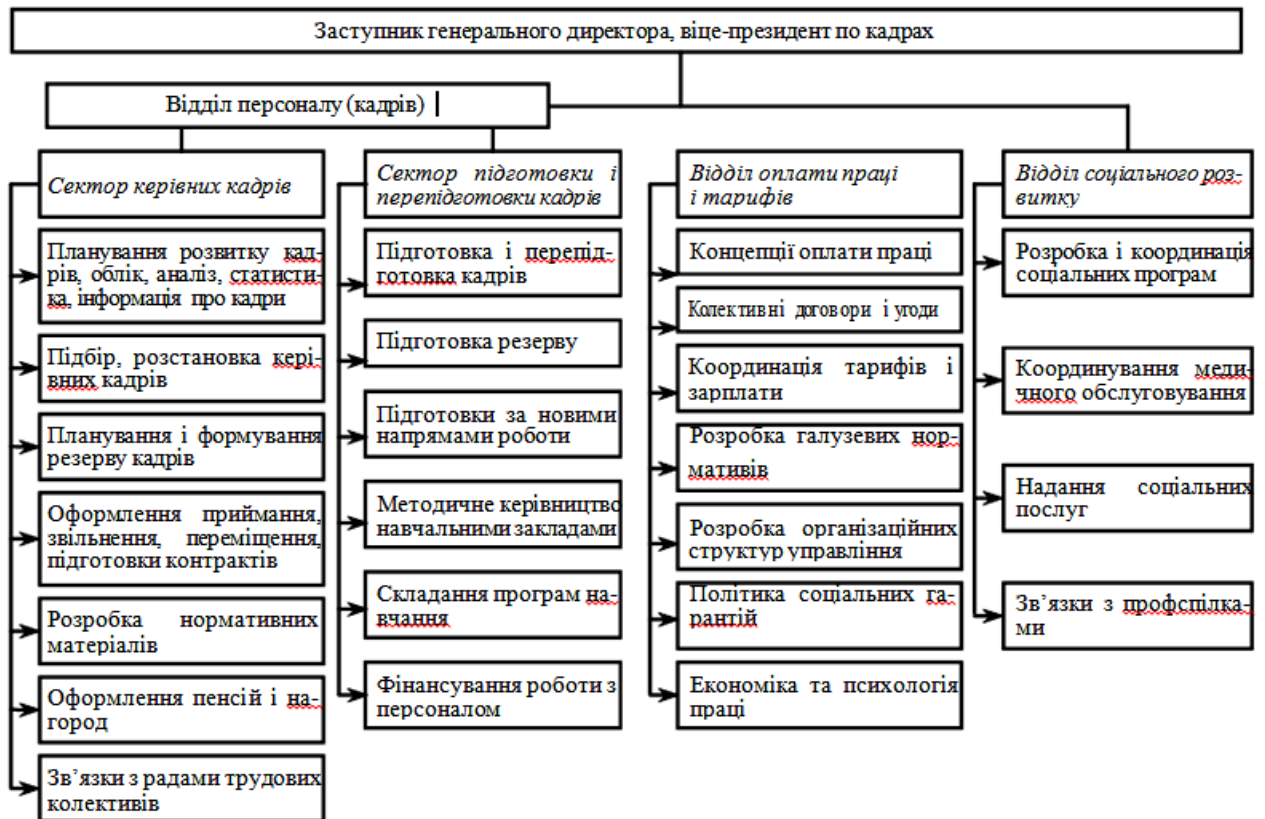 Заступник генерального директора, віце-президент по кадрах
Відділ персоналу (кадрів)
Сектор керівних кадрів
Планування розвитку кад-
рів, облік, аналіз, статисти-
ка, інформація про кадри
Підбір, розстановка кері-
вних кадрів
Планування і формування
резерву кадрів
Оформлення приймання,
звільнення, переміщення,
підготовки контрактів
Розробка нормативних
матеріалів
Оформлення пенсій і на-
город
Зв’язки з радами трудових
колективів
Сектор підготовки і
перепідготовки кадрів
Підготовка і перепід-
готовка кадрів
Підготовка резерву
Підготовки за новими
напрямами роботи
Методичне керівництво
навчальними закладами
Складання програм на-
вчання
Фінансування роботи з
персоналом
Відділ оплати праці
і тарифів
Концепції оплати праці
Колективні договори і угоди
Координація тарифів і
зарплати
Розробка галузевих нор-
мативів
Розробка організаційних
структур управління
Політика соціальних га-
рантій
Економіка та психологія
праці
Відділ соціального роз-
витку
Розробка і координація
соціальних програм
Координування меди-
чного обслуговування
Надання соціальних
послуг
Зв’язки з профспілка-
ми